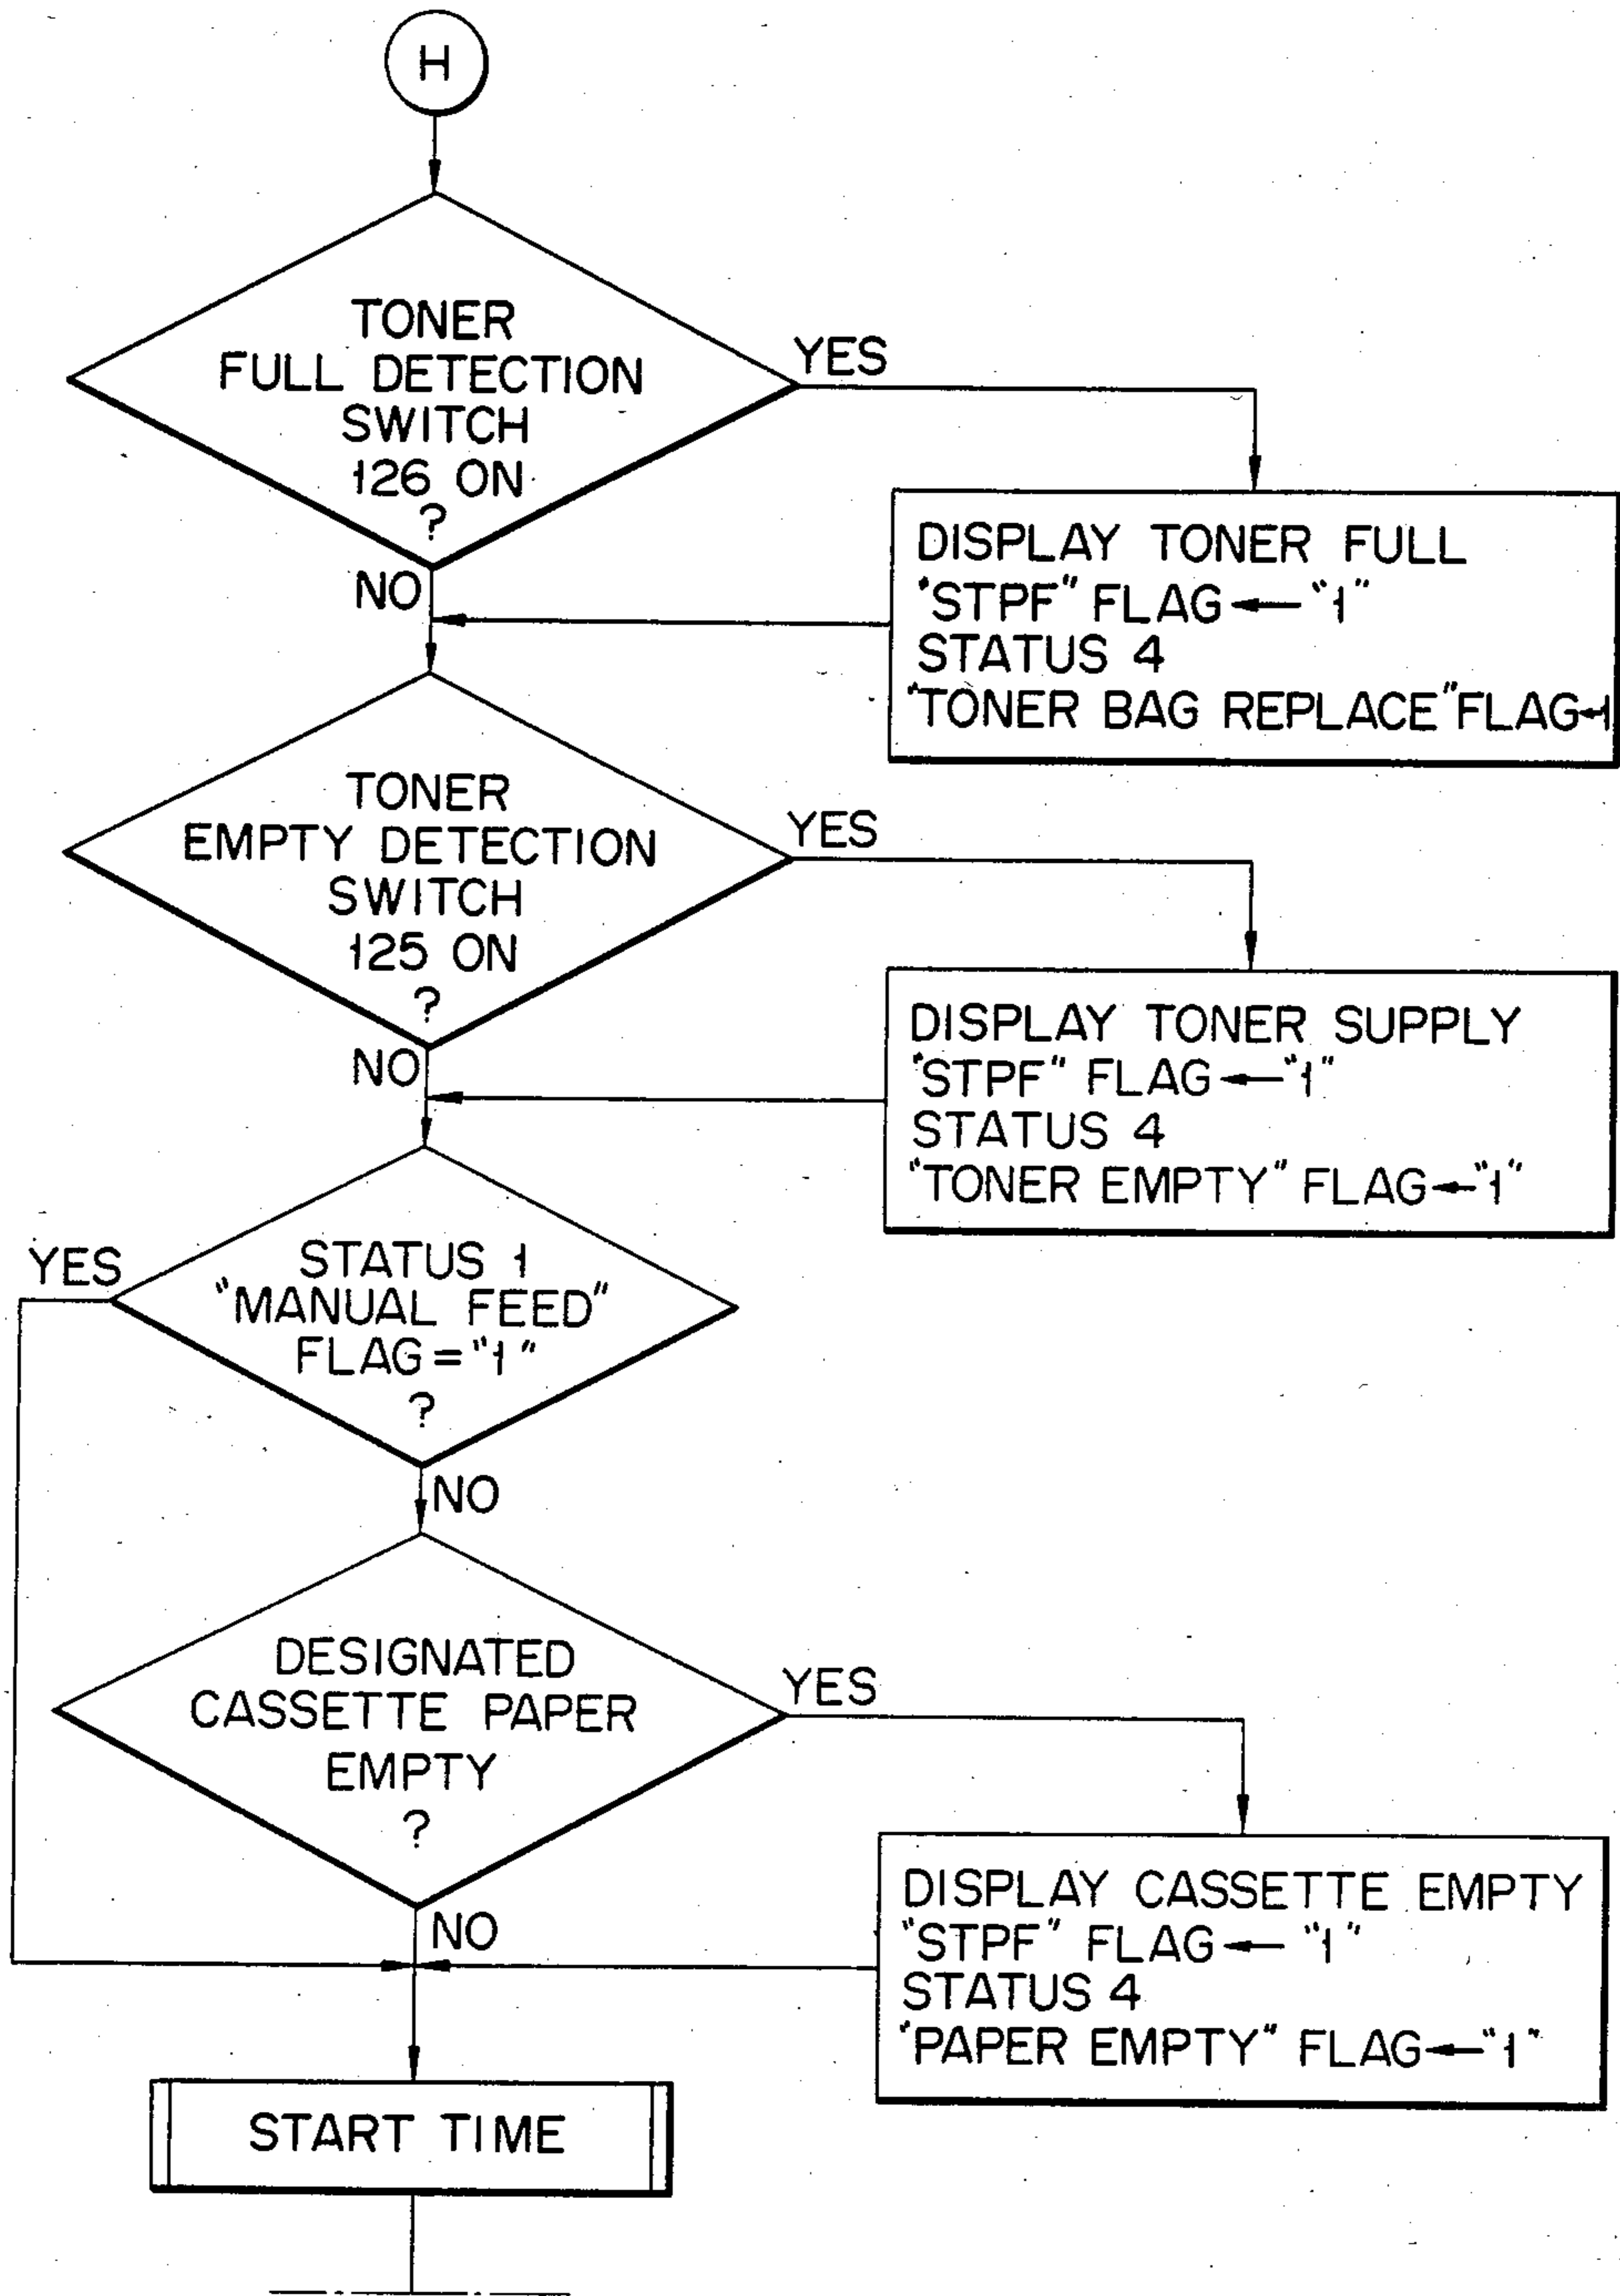 H
TONER
FULL DETECTION
SWITCH
126 ON
?
YES
NO
DISPLAY TONER FULL
"STPF" FLAG ← "1"
STATUS 4
"TONER BAG REPLACE" FLAG ← 1
TONER
EMPTY DETECTION
SWITCH
125 ON
?
YES
NO
DISPLAY TONER SUPPLY
"STPF" FLAG ← "1"
STATUS 4
"TONER EMPTY" FLAG ← "1"
STATUS 1
"MANUAL FEED"
FLAG = "1"
?
YES
NO
DESIGNATED
CASSETTE PAPER
EMPTY
?
YES
NO
DISPLAY CASSETTE EMPTY
"STPF" FLAG ← "1"
STATUS 4
"PAPER EMPTY" FLAG ← "1"
START TIME